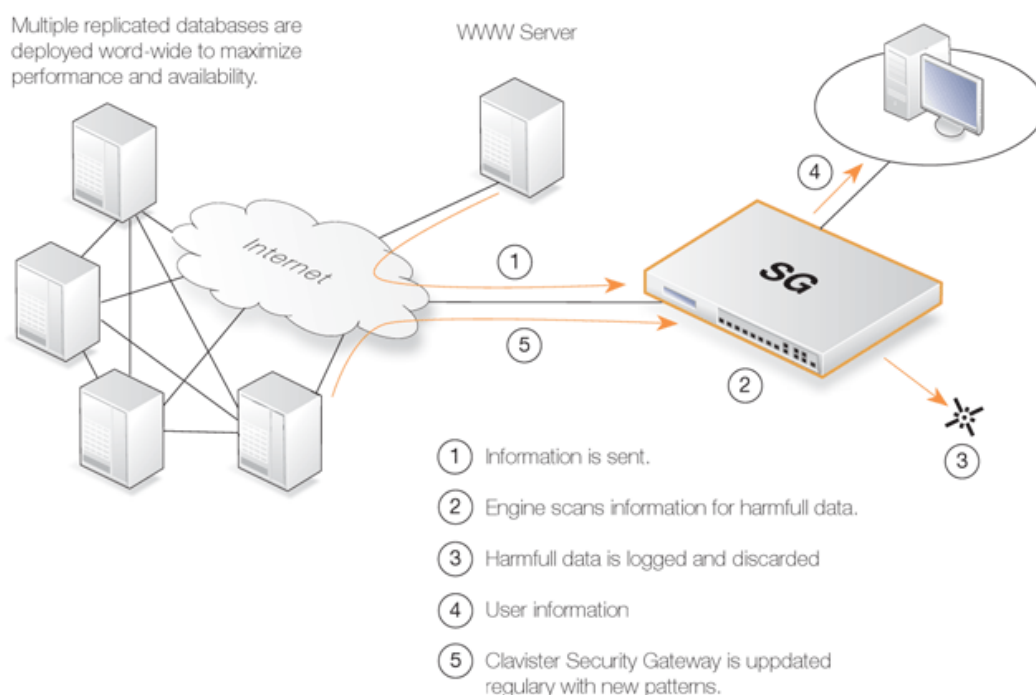 Multiple replicated databases are
deployed word-wide to maximize
performance and availability.
WWW Server
Internet
SG
1
5
2
4
3
1 Information is sent.
2 Engine scans information for harmfull data.
3 Harmfull data is logged and discarded
4 User information
5 Clavister Security Gateway is uppdated
regulary with new patterns.